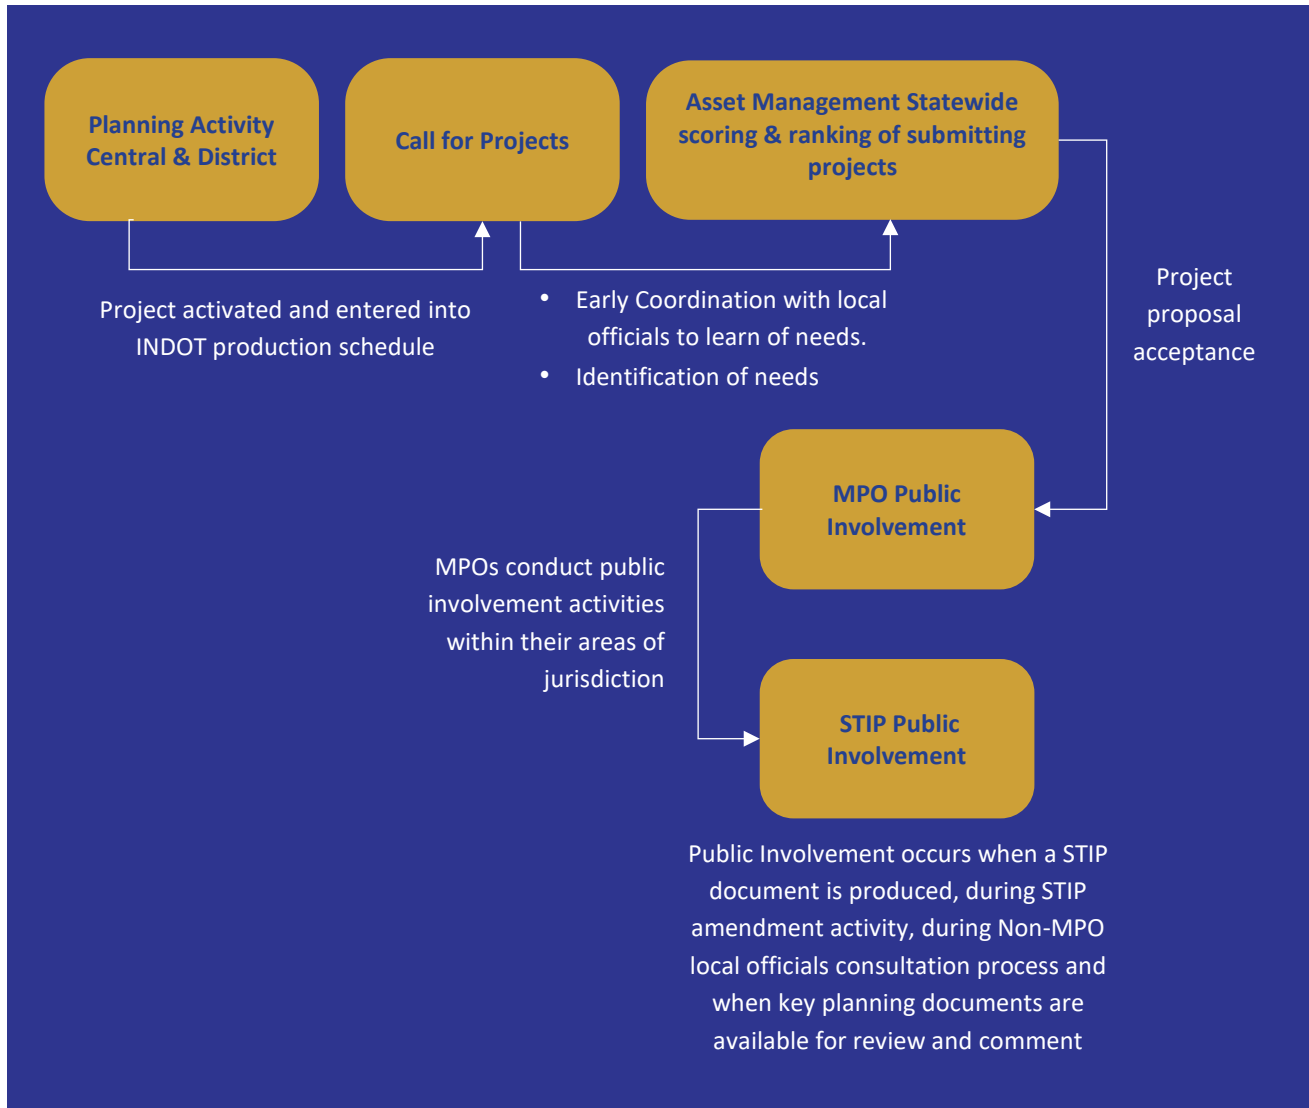 Planning Activity
Central & District
Call for Projects
Asset Management Statewide
scoring & ranking of submitting
projects
Project activated and entered into
INDOT production schedule
• Early Coordination with local
officials to learn of needs.
• Identification of needs
Project
proposal
acceptance
MPO Public
Involvement
MPOs conduct public
involvement activities
within their areas of
jurisdiction
STIP Public
Involvement
Public Involvement occurs when a STIP
document is produced, during STIP
amendment activity, during Non-MPO
local officials consultation process and
when key planning documents are
available for review and comment